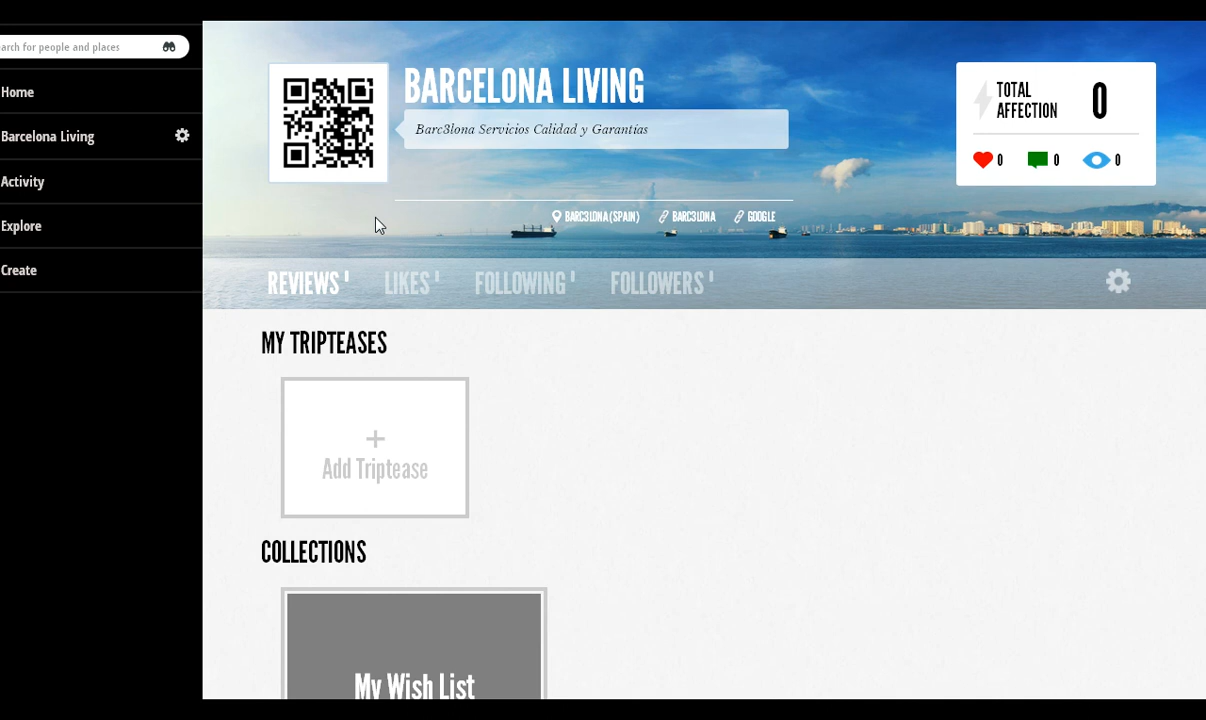 arch for people and places
Home
Barcelona Living
Activity
Explore
Create
BARCELONA LIVING
Barc3lona Servicios Calidad y Garantías
BARC3LONA (SPAIN) BARC3LONA GOOGLE
TOTAL
AFFECTION 0
0 0 0
REVIEWS LIKES FOLLOWING FOLLOWERS
MY TRIPTEASES
+
Add Triptease
COLLECTIONS
My Wish List